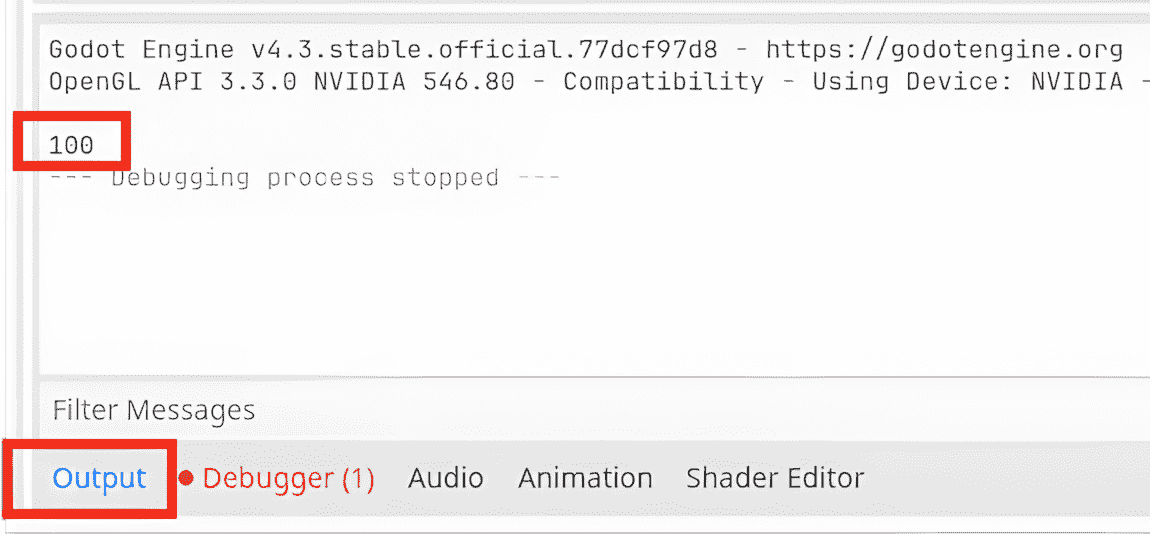 Godot Engine v4.3.stable.official.77dcf97d8 - https://godotengine.org
OpenGL API 3.3.0 NVIDIA 546.80 - Compatibility - Using Device: NVIDIA -
100
--- Debugging process stopped ---
Filter Messages
Output Debugger (1) Audio Animation Shader Editor